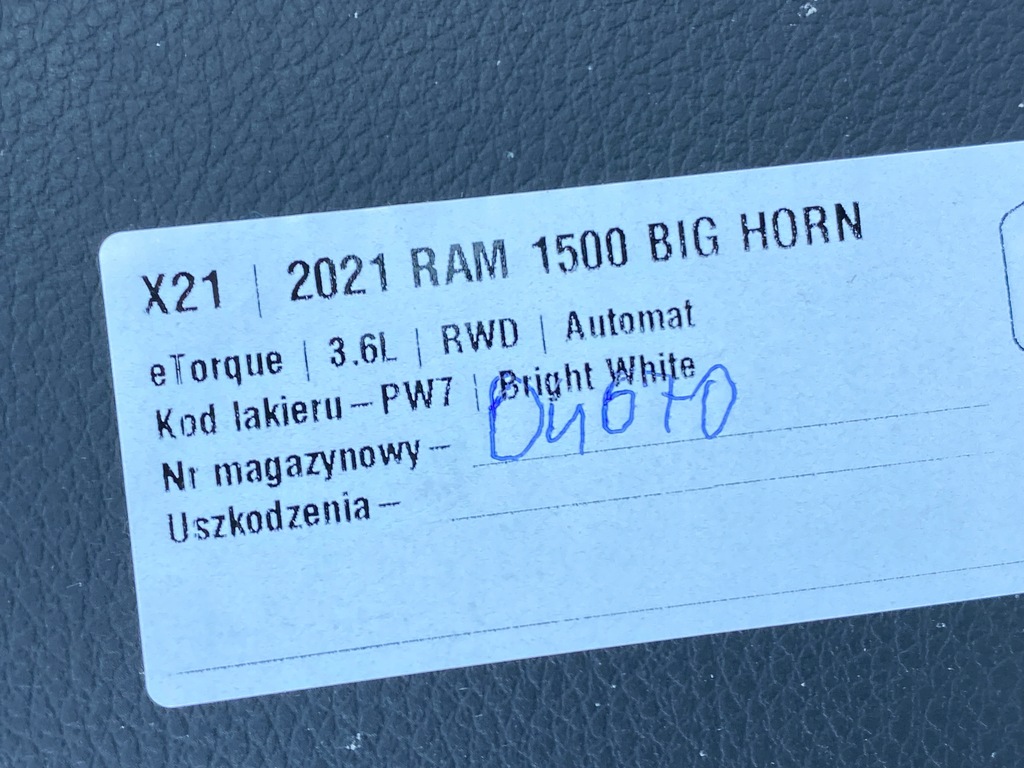 X21 | 2021 RAM 1500 BIG HORN
eTorque | 3.6L | RWD | Automat
Kod lakieru – PW7 | Bright White
Nr magazynowy – 04070
Uszkodzenia –